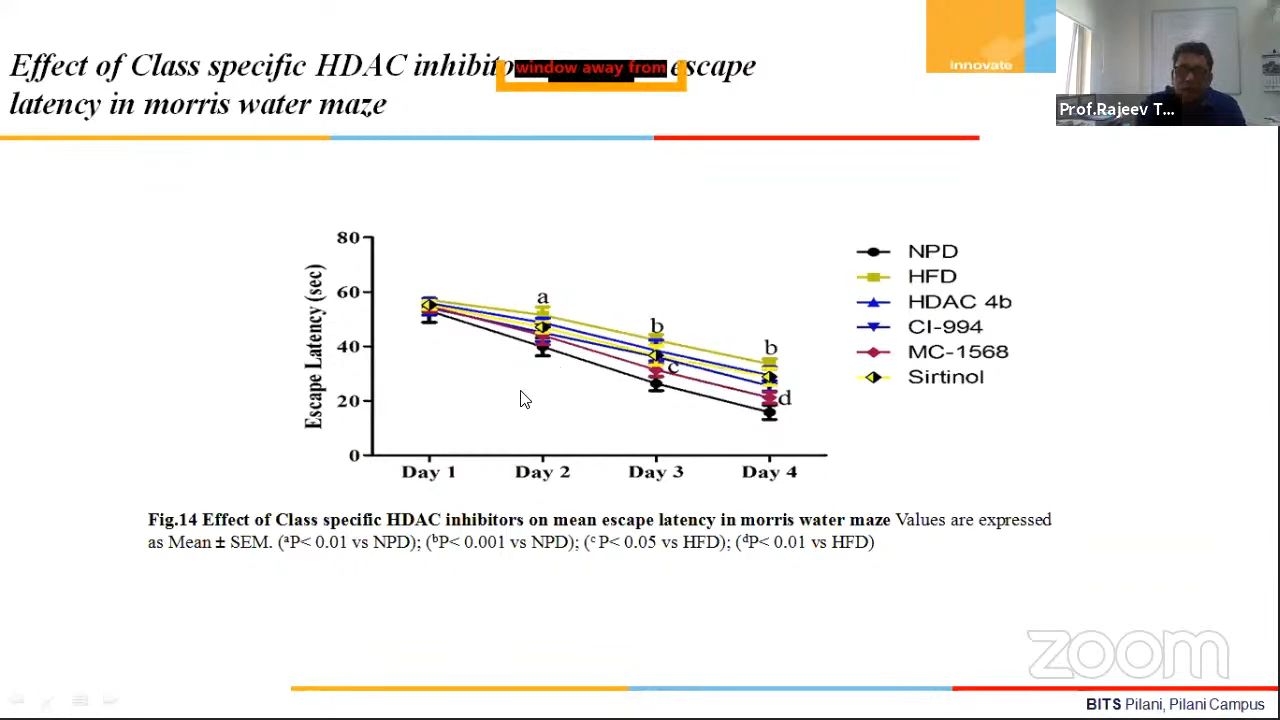 Effect of Class specific HDAC inhibito window away from escape
latency in morris water maze
innovate
Prof.Rajeev T...
80
60
40
20
0
Escape Latency (sec)
a
b
b
c
d
Day 1 Day 2 Day 3 Day 4
NPD
HFD
HDAC 4b
CI-994
MC-1568
Sirtinol
Fig.14 Effect of Class specific HDAC inhibitors on mean escape latency in morris water maze Values are expressed
as Mean ± SEM. (ᵃP< 0.01 vs NPD); (ᵇP< 0.001 vs NPD); (ᶜ P< 0.05 vs HFD); (ᵈP< 0.01 vs HFD)
zoom
BITS Pilani, Pilani Campus